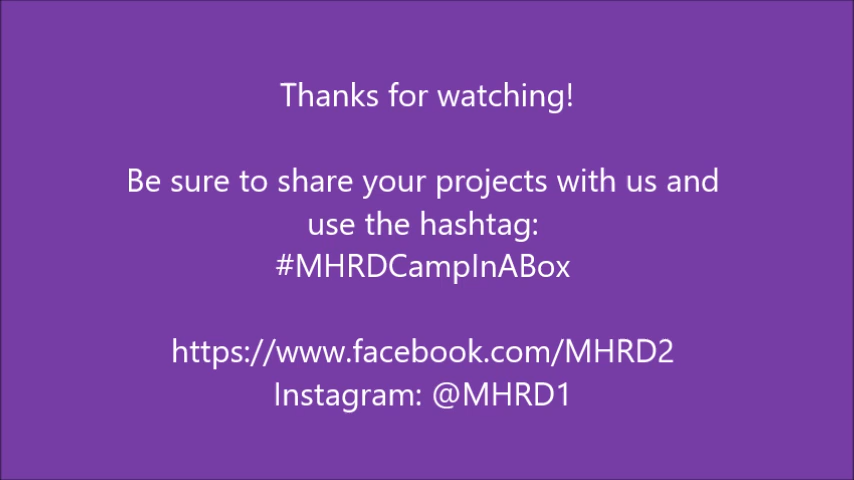 Thanks for watching!
Be sure to share your projects with us and
use the hashtag:
#MHRDCampInABox
https://www.facebook.com/MHRD2
Instagram: @MHRD1